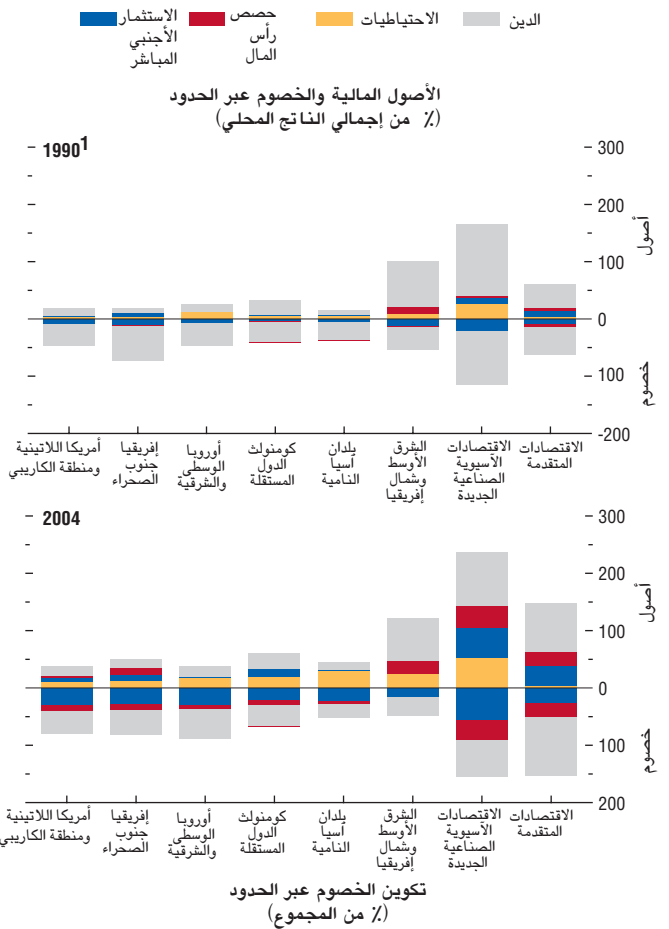 الدين
الاحتياطيات
حصص
رأس
المال
الاستثمار
الأجنبي
المباشر
الأصول المالية والخصوم عبر الحدود
(٪ من إجمالي الناتج المحلي)
1990¹
300
200
100
0
100
-200
أصول
خصوم
أمريكا اللاتينية
ومنطقة الكاريبي
إفريقيا
جنوب
الصحراء
أوروبا
الوسطى
والشرقية
كومنولث
الدول
المستقلة
بلدان
آسيا
النامية
الشرق
الأوسط
وشمال
إفريقيا
الاقتصادات
الآسيوية
الصناعية
الجديدة
الاقتصادات
المتقدمة
2004
300
200
100
0
100
200
أصول
خصوم
أمريكا اللاتينية
ومنطقة الكاريبي
إفريقيا
جنوب
الصحراء
أوروبا
الوسطى
والشرقية
كومنولث
الدول
المستقلة
بلدان
آسيا
النامية
الشرق
الأوسط
وشمال
إفريقيا
الاقتصادات
الآسيوية
الصناعية
الجديدة
الاقتصادات
المتقدمة
تكوين الخصوم عبر الحدود
(٪ من المجموع)